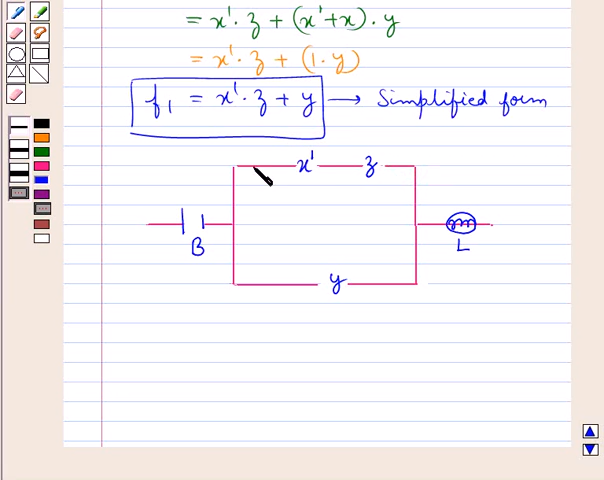 = x' · z + (x' + x) · y
= x' · z + (1 · y)
f₁ = x' · z + y → Simplified form
x' z
B L
y